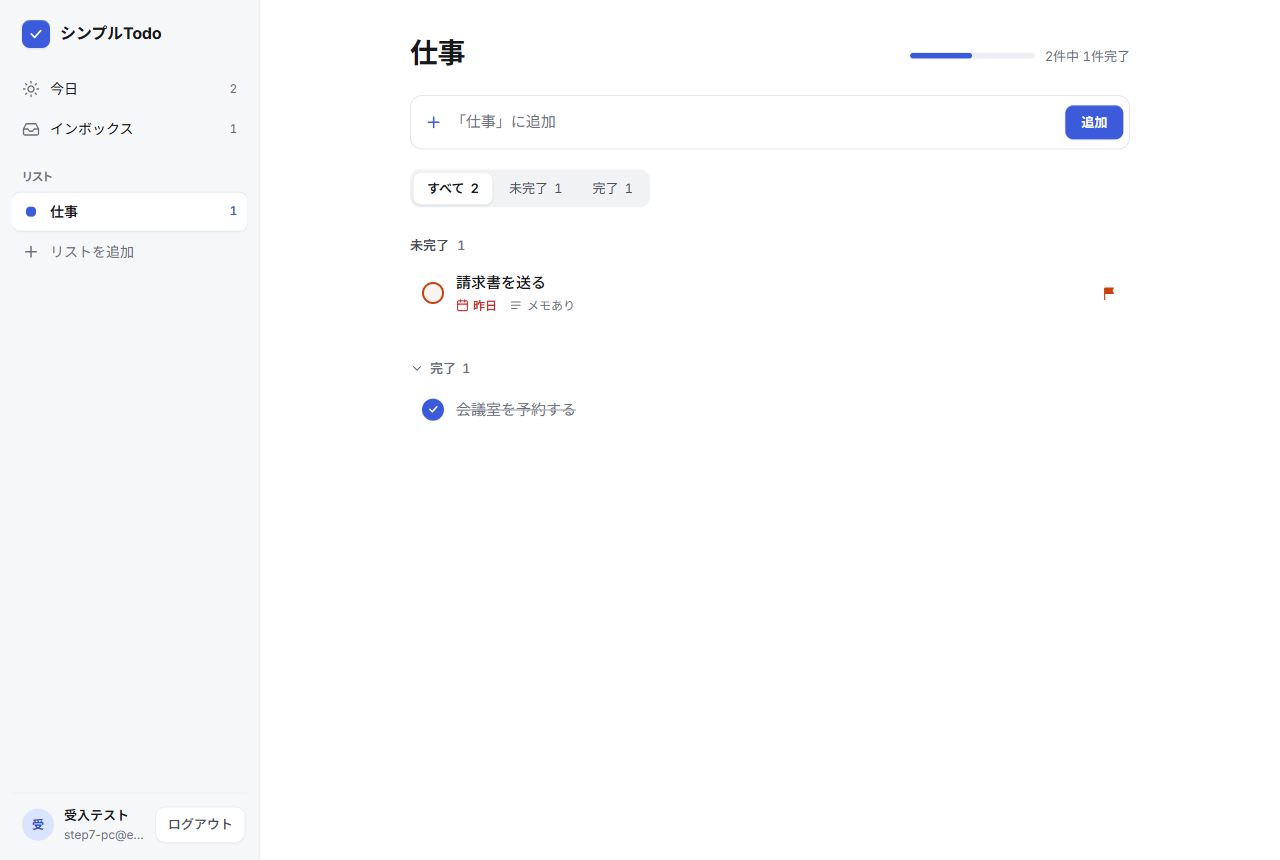 シンプルTodo
今日 2
インボックス 1
リスト
仕事 1
リストを追加
受
受入テスト
step7-pc@e...
ログアウト
仕事
2件中 1件完了
「仕事」に追加
追加
すべて 2 未完了 1 完了 1
未完了 1
請求書を送る
昨日 メモあり
完了 1
会議室を予約する